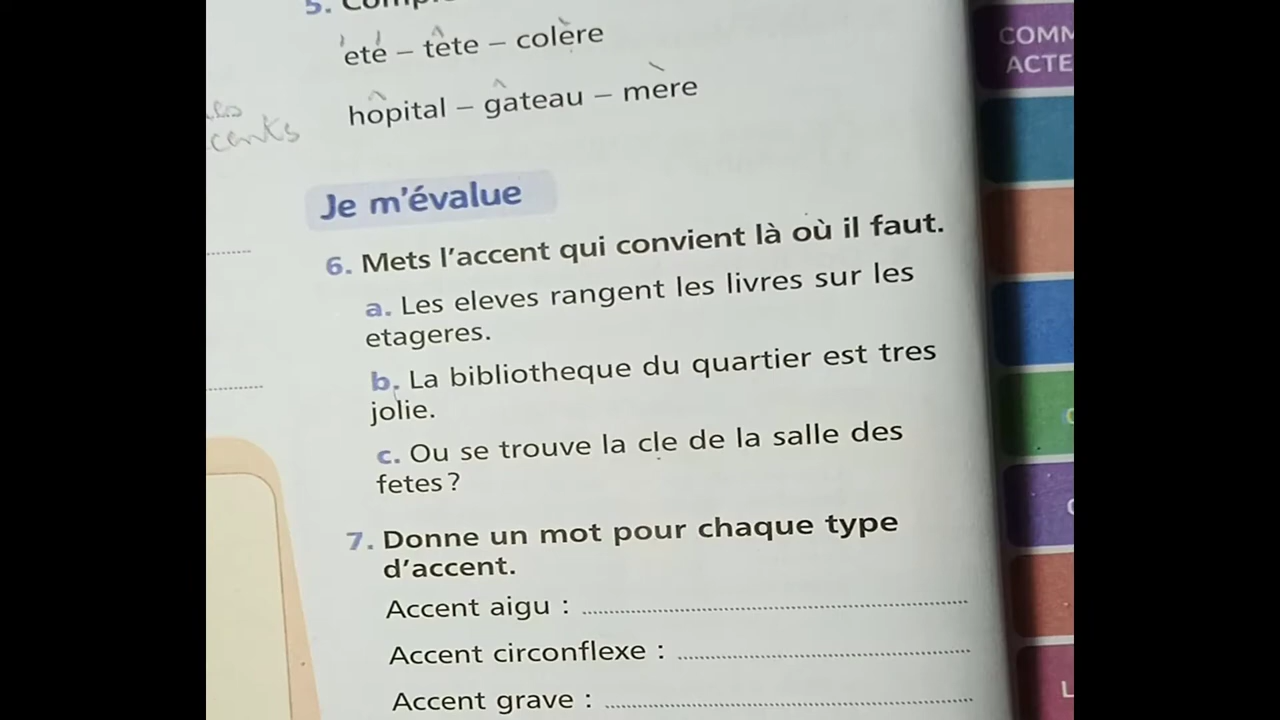 5.
été – tête – colère
hôpital – gâteau – mère
cents
Je m'évalue
6. Mets l'accent qui convient là où il faut.
a. Les eleves rangent les livres sur les
etageres.
b. La bibliotheque du quartier est tres
jolie.
c. Ou se trouve la cle de la salle des
fetes ?
7. Donne un mot pour chaque type
d'accent.
Accent aigu :
Accent circonflexe :
Accent grave :
COMM
ACTE